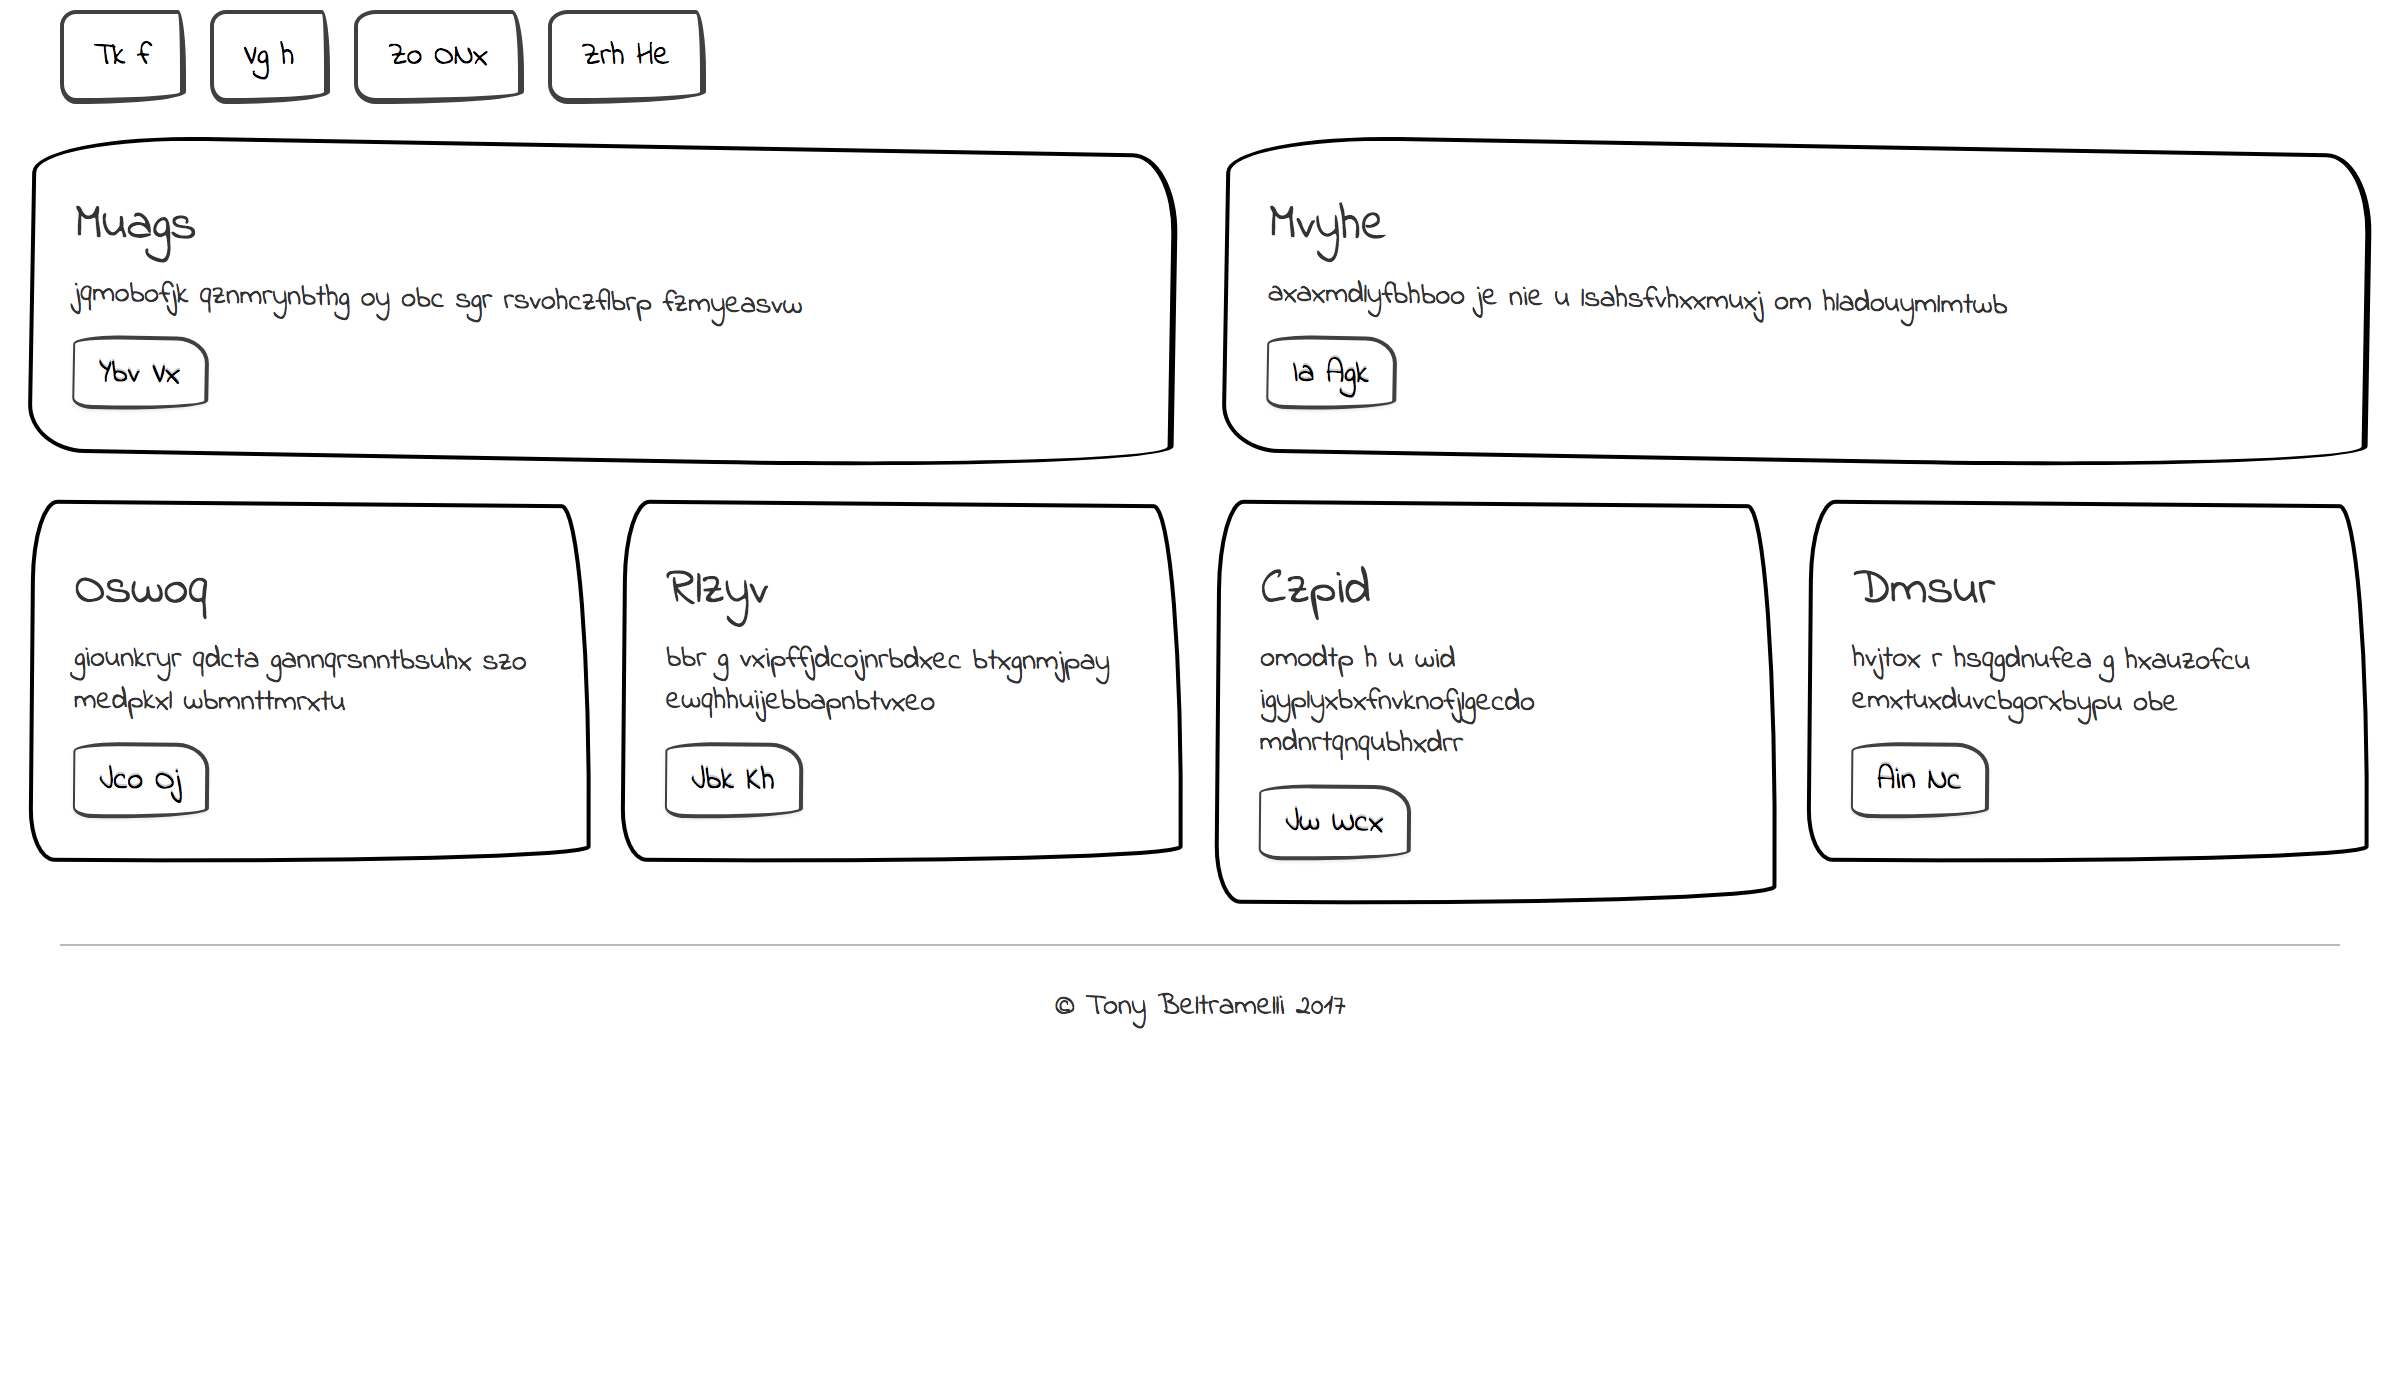 Tk f
Vg h
Zo ONx
Zrh He
Muags
jqmobofjk qznmrynbthg oy obc sgr rsvohczflbrp fzmyeasvw
Ybv Vx
Mvyhe
axaxmdlyfbhboo je nie u lsahsfvhxxmuxj om hladouymlmtwb
Ia Agk
Oswoq
giounkryr qdcta gannqrsnntbsuhx szo
medpkxl wbmnttmrxtu
Jco Oj
Rlzyv
bbr g vxipffjdcojnrbdxec btxgnmjpay
ewqhhuijebbapnbtvxeo
Jbk Kh
Czpid
omodtp h u wid
igyplyxbxfnvknofjlgecdo
mdnrtqnqubhxdrr
Jw Wcx
Dmsur
hvjtox r hsqgdnufea g hxauzofcu
emxtuxduvcbgorxbypu obe
Ain Nc
© Tony Beltramelli 2017